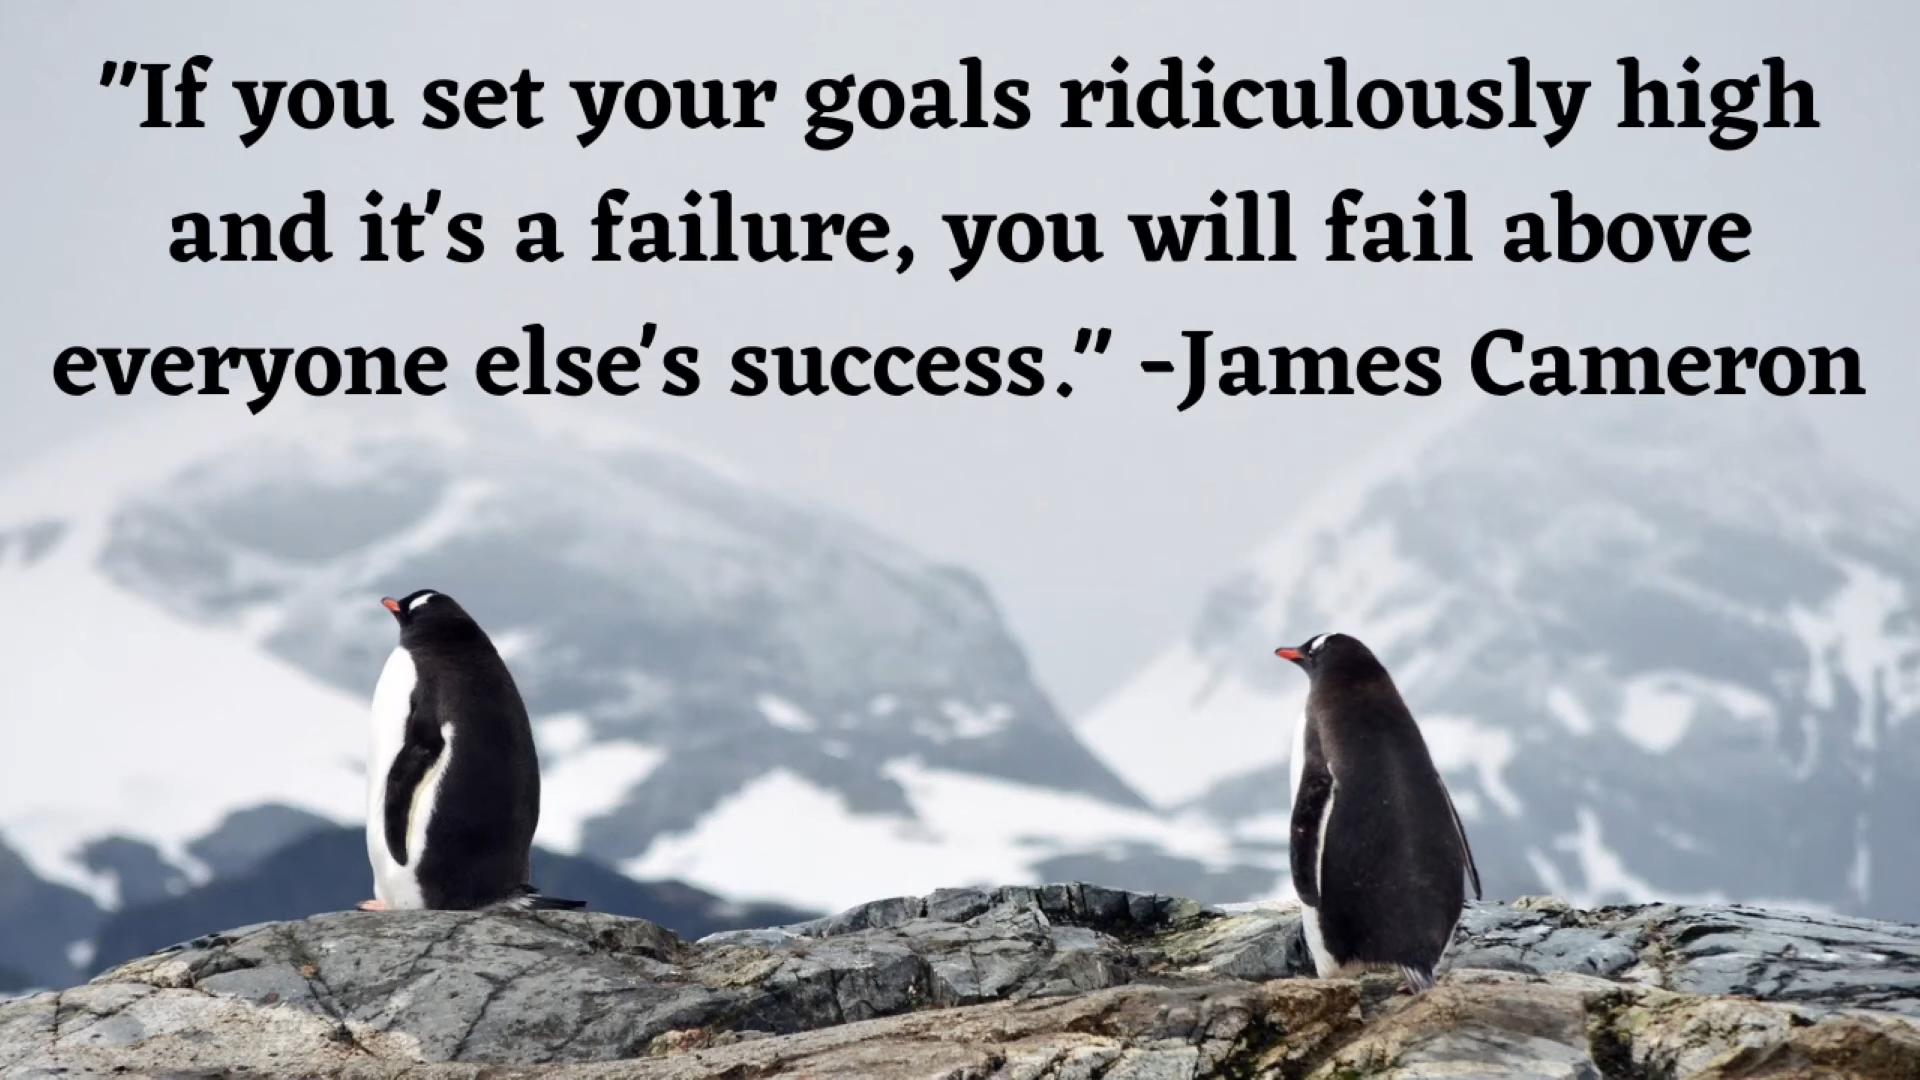 "If you set your goals ridiculously high
and it's a failure, you will fail above
everyone else's success." -James Cameron